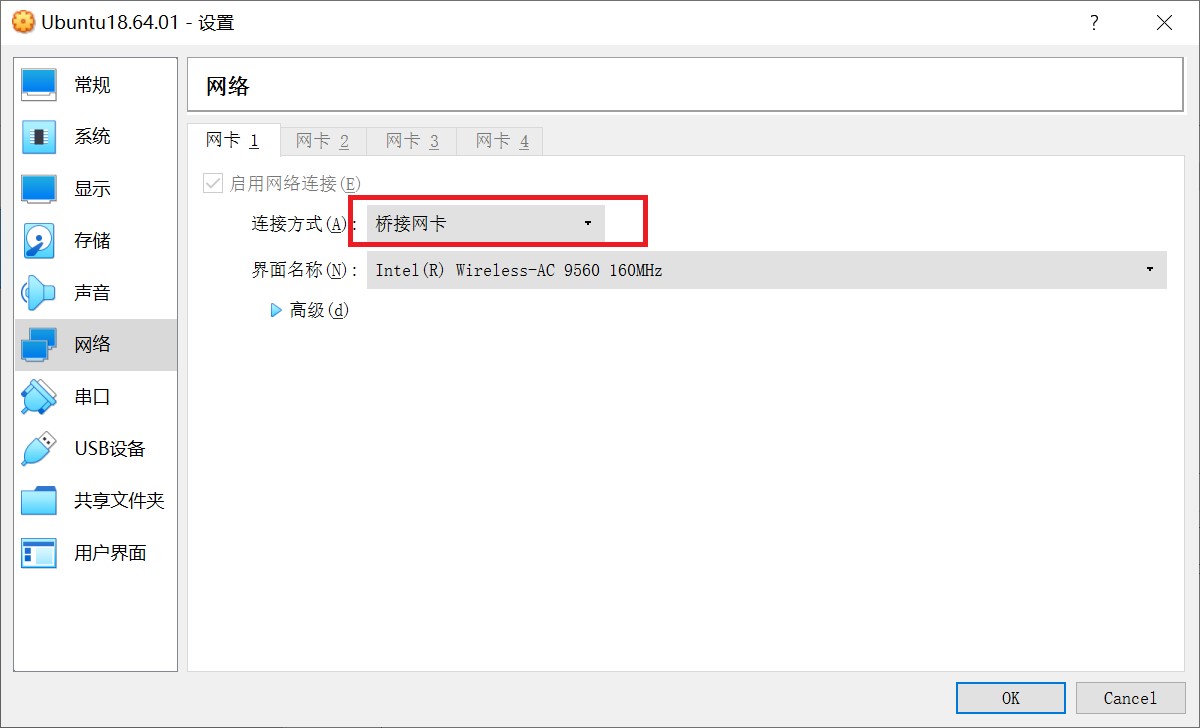 Ubuntu18.64.01 - 设置
?
常规
系统
显示
存储
声音
网络
串口
USB设备
共享文件夹
用户界面
网络
网卡 1 网卡 2 网卡 3 网卡 4
启用网络连接(E)
连接方式(A): 桥接网卡
界面名称(N): Intel(R) Wireless-AC 9560 160MHz
高级(d)
OK Cancel